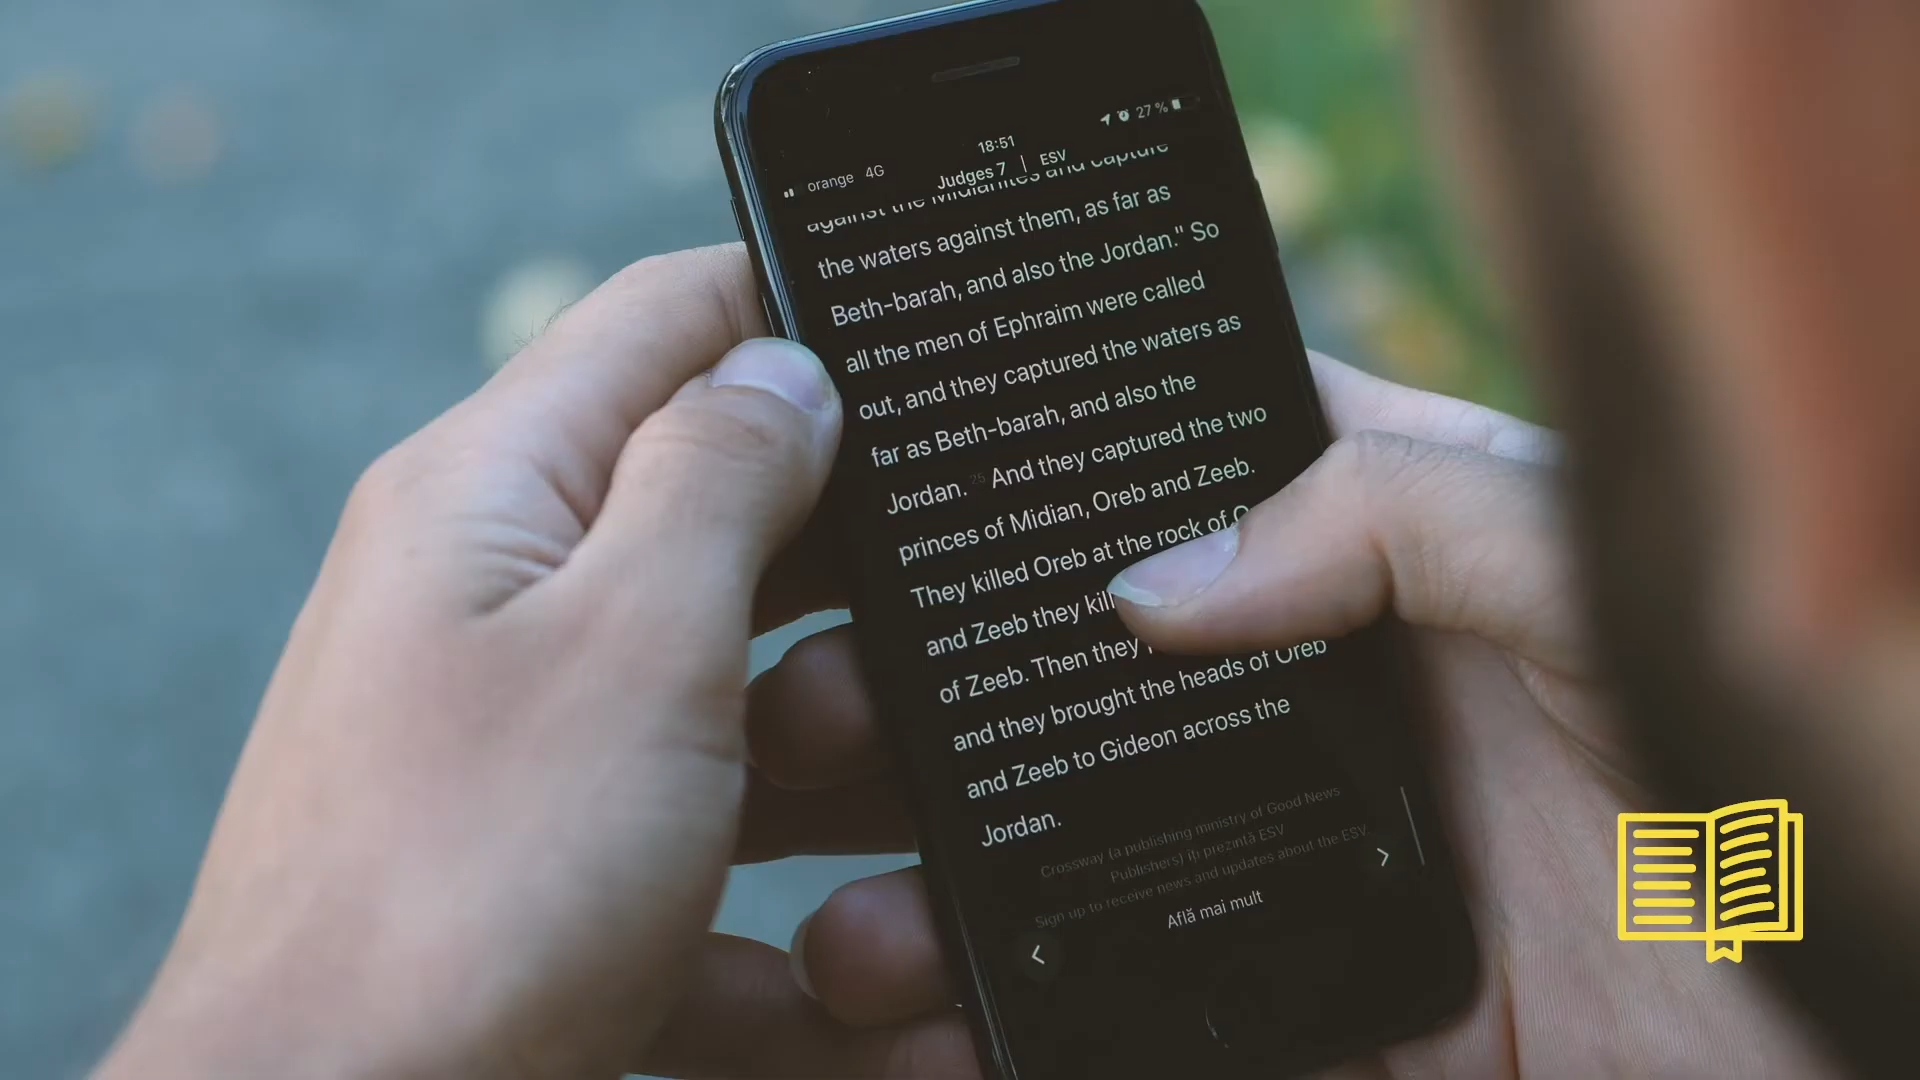 18:51
27 %
orange 4G
Judges 7 | ESV
against the Midianites and capture
the waters against them, as far as
Beth-barah, and also the Jordan." So
all the men of Ephraim were called
out, and they captured the waters as
far as Beth-barah, and also the
Jordan. 25 And they captured the two
princes of Midian, Oreb and Zeeb.
They killed Oreb at the rock of
and Zeeb they
of Zeeb. Then they
and they brought the heads of Oreb
and Zeeb to Gideon across the
Jordan.
Crossway (a publishing ministry of Good News
Publishers) îți prezintă ESV
Sign up to receive news and updates about the ESV.
Află mai mult